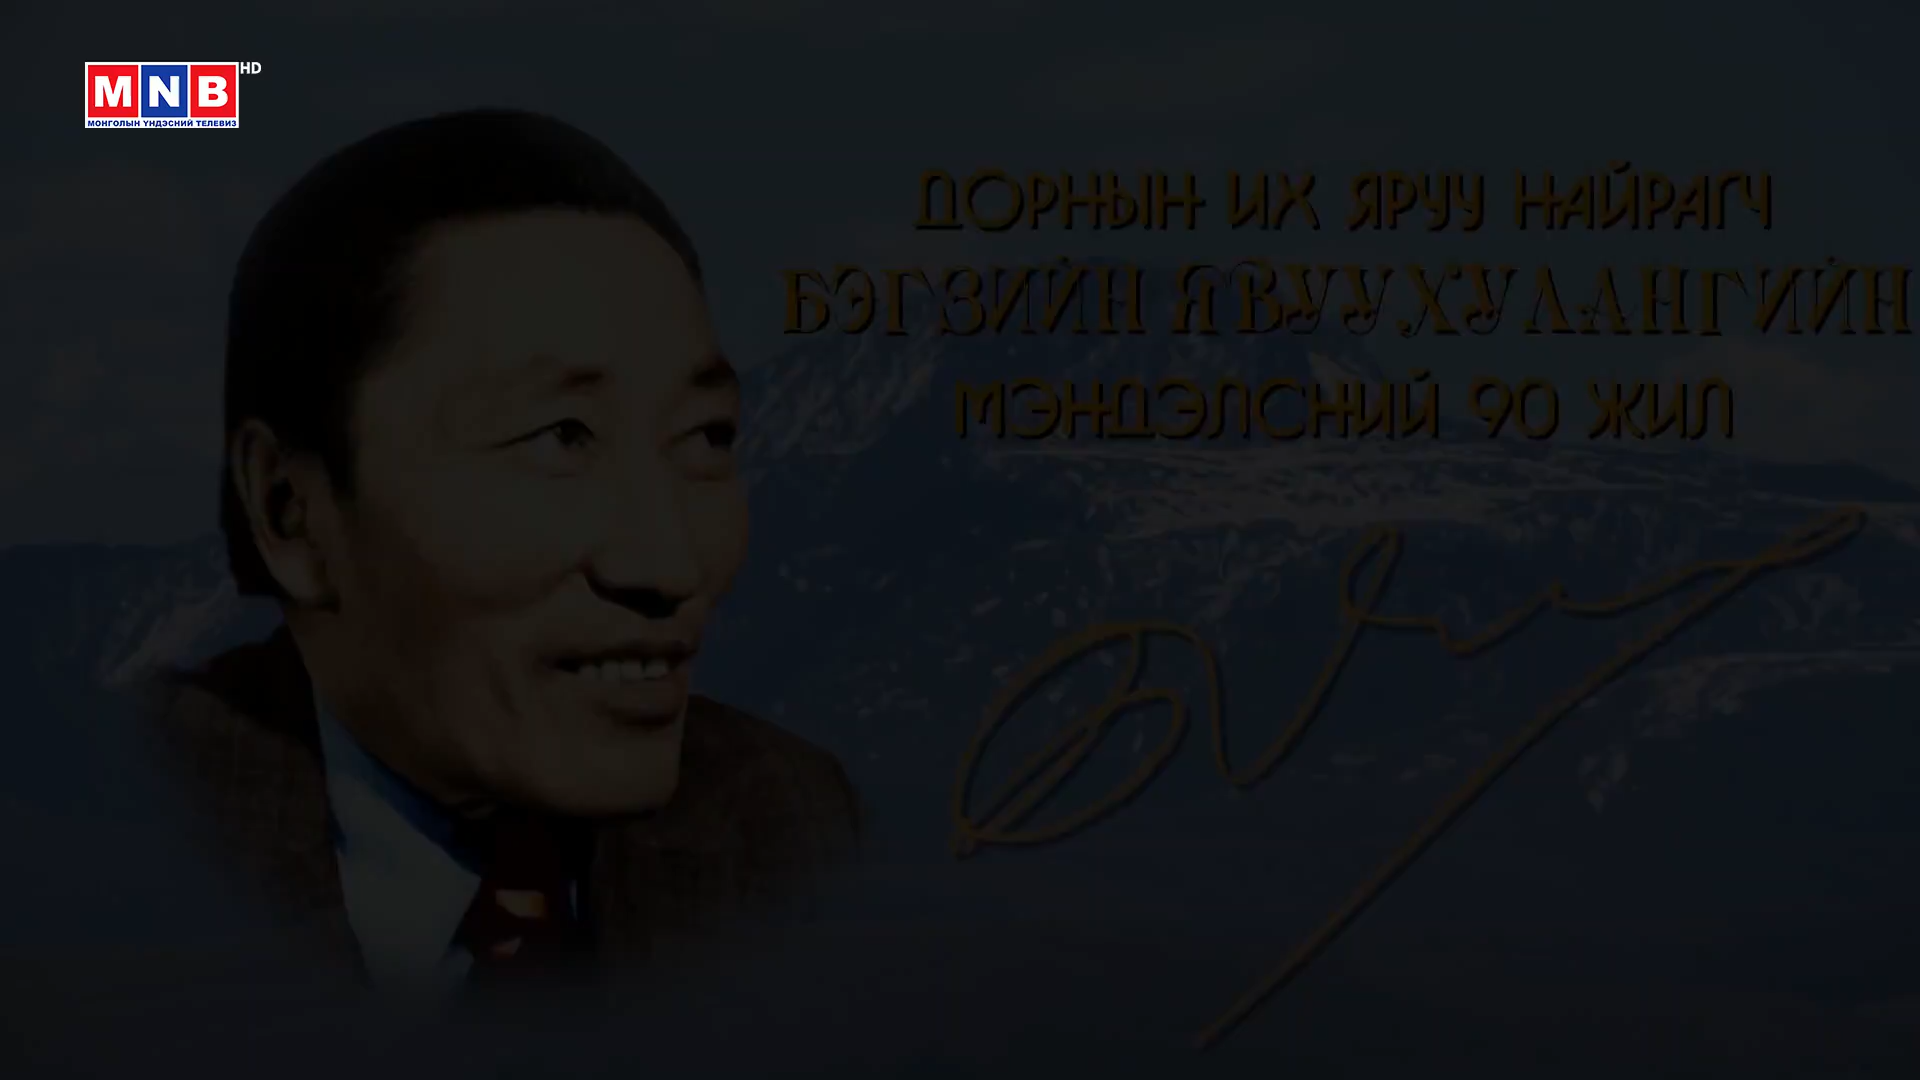 MNB HD
МОНГОЛЫН ҮНДЭСНИЙ ТЕЛЕВИЗ
ДОРНЫН ИХ ЯРУУ НАЙРАГЧ
БЭГЗИЙН ЯВУУХУЛАНГИЙН
МЭНДЭЛСНИЙ 90 ЖИЛ